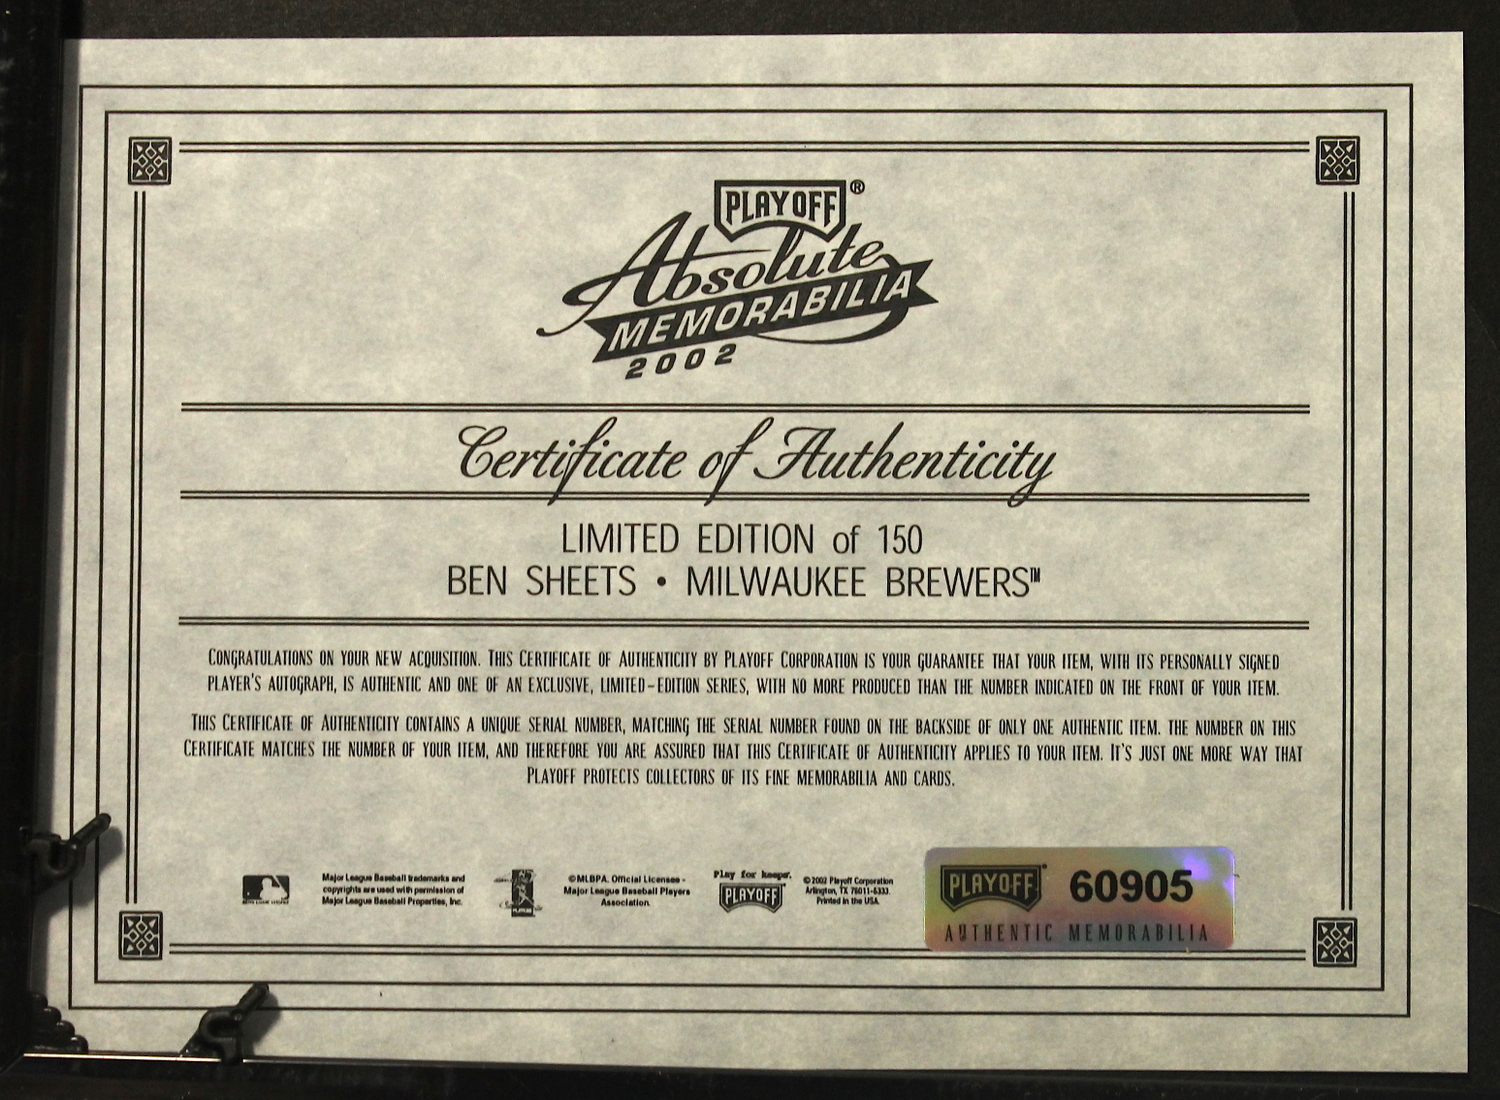 PLAYOFF®
Absolute
MEMORABILIA
2002
Certificate of Authenticity
LIMITED EDITION of 150
BEN SHEETS • MILWAUKEE BREWERS™
CONGRATULATIONS ON YOUR NEW ACQUISITION. THIS CERTIFICATE OF AUTHENTICITY BY PLAYOFF CORPORATION IS YOUR GUARANTEE THAT YOUR ITEM, WITH ITS PERSONALLY SIGNED
PLAYER'S AUTOGRAPH, IS AUTHENTIC AND ONE OF AN EXCLUSIVE, LIMITED-EDITION SERIES, WITH NO MORE PRODUCED THAN THE NUMBER INDICATED ON THE FRONT OF YOUR ITEM.
THIS CERTIFICATE OF AUTHENTICITY CONTAINS A UNIQUE SERIAL NUMBER, MATCHING THE SERIAL NUMBER FOUND ON THE BACKSIDE OF ONLY ONE AUTHENTIC ITEM. THE NUMBER ON THIS
CERTIFICATE MATCHES THE NUMBER OF YOUR ITEM, AND THEREFORE YOU ARE ASSURED THAT THIS CERTIFICATE OF AUTHENTICITY APPLIES TO YOUR ITEM. IT'S JUST ONE MORE WAY THAT
PLAYOFF PROTECTS COLLECTORS OF ITS FINE MEMORABILIA AND CARDS.
Major League Baseball trademarks and
copyrights are used with permission of
Major League Baseball Properties, Inc.
©MLBPA. Official Licensee -
Major League Baseball Players
Association.
Play for keeps.
PLAYOFF
©2002 Playoff Corporation
Arlington, TX 76011-6333.
Printed in the USA.
PLAYOFF 60905
AUTHENTIC MEMORABILIA